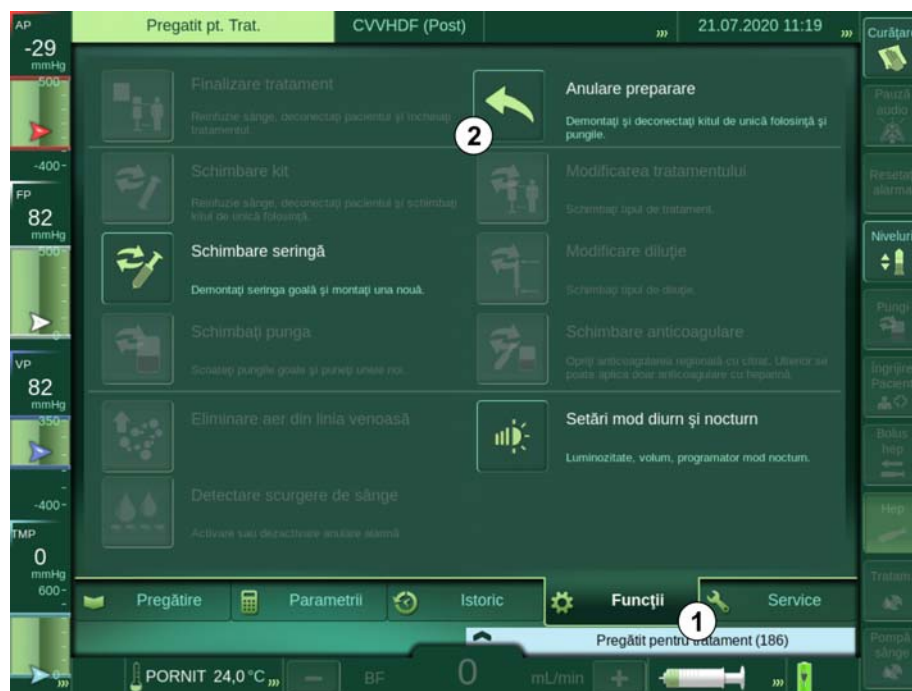 AP
-29
mmHg
500
-400
FP
82
mmHg
500
0
VP
82
mmHg
350
-400
TMP
0
mmHg
600
0
Pregatit pt. Trat.
CVVHDF (Post)
21.07.2020 11:19
Finalizare tratament
Reinfuzie sânge, deconectați pacientul și încheiați
tratamentul.
Anulare preparare
Demontați și deconectați kitul de unică folosință și
pungile.
2
Schimbare kit
Reinfuzie sânge, deconectați pacientul și schimbați
kitul de unică folosință.
Modificarea tratamentului
Schimbați tipul de tratament.
Schimbare seringă
Demontați seringa goală și montați una nouă.
Modificare diluție
Schimbați tipul de diluție.
Schimbați punga
Scoateți pungile goale și puneți unele noi.
Schimbare anticoagulare
Opriți anticoagularea regională cu citrat. Ulterior se
poate aplica doar anticoagulare cu heparină.
Eliminare aer din linia venoasă
Setări mod diurn și nocturn
Luminozitate, volum, programator mod nocturn.
Detectare scurgere de sânge
Activare sau dezactivare anulare alarmă
Pregătire
Parametrii
Istoric
Funcții
Service
1
Pregătit pentru tratament (186)
PORNIT 24,0 °C
BF
0
mL/min
Curăţare
Pauză
audio
Resetați
alarma
Niveluri
Pungi
Îngrijire
Pacient
Bolus
hep
Hep
Tratam.
Pompă
sânge